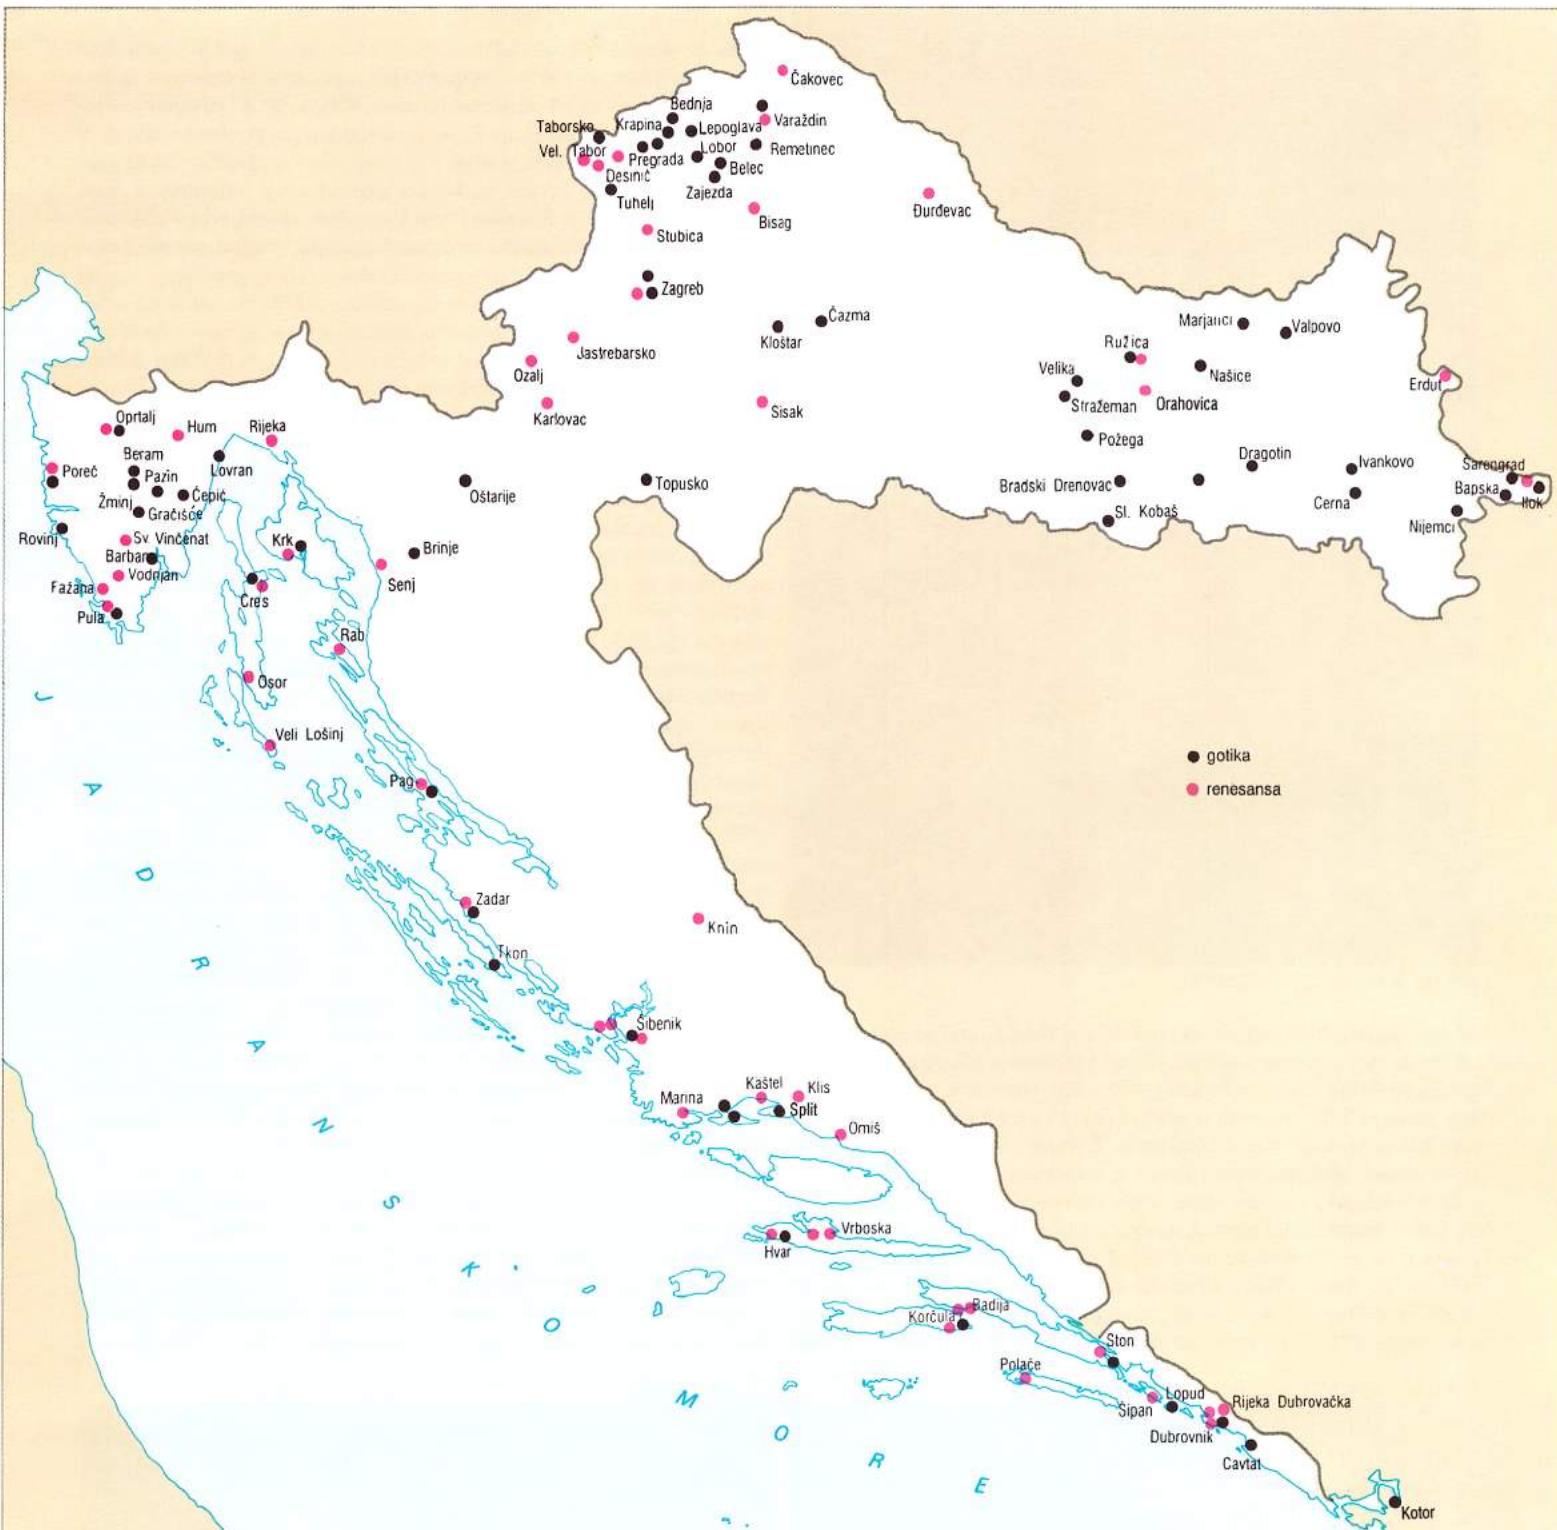 Čakovec
Bednja
Taborsko
Krapina
Lepoglava
Varaždin
Vel. Tabor
Pregrada
Lobor
Remetinec
Desinić
Belec
Tuhelj
Zajezda
Đurđevac
Bisag
Stubica
Zagreb
Čazma
Kloštar
Marjanci
Valpovo
Jastrebarsko
Ružica
Ozalj
Velika
Našice
Erdut
Stražeman
Orahovica
Karlovac
Sisak
Oprtalj
Hum
Rijeka
Požega
Beram
Lovran
Poreč
Pazin
Dragotin
Ivankovo
Šarengrad
Žminj
Čepić
Oštarije
Topusko
Bradski Drenovac
Cerna
Bapska
Ilok
Gračišće
Sl. Kobaš
Nijemci
Rovinj
Sv. Vinčenat
Krk
Brinje
Barban
Vodnjan
Senj
Fažana
Cres
Pula
Rab
Osor
Veli Lošinj
Pag
gotika
renesansa
Zadar
Knin
Tkon
Šibenik
Kaštel
Klis
Marina
Split
Omiš
Vrboska
Hvar
Badija
Korčula
Ston
Polače
Lopud
Šipan
Rijeka Dubrovačka
Dubrovnik
Cavtat
Kotor
JADRANSKO MORE